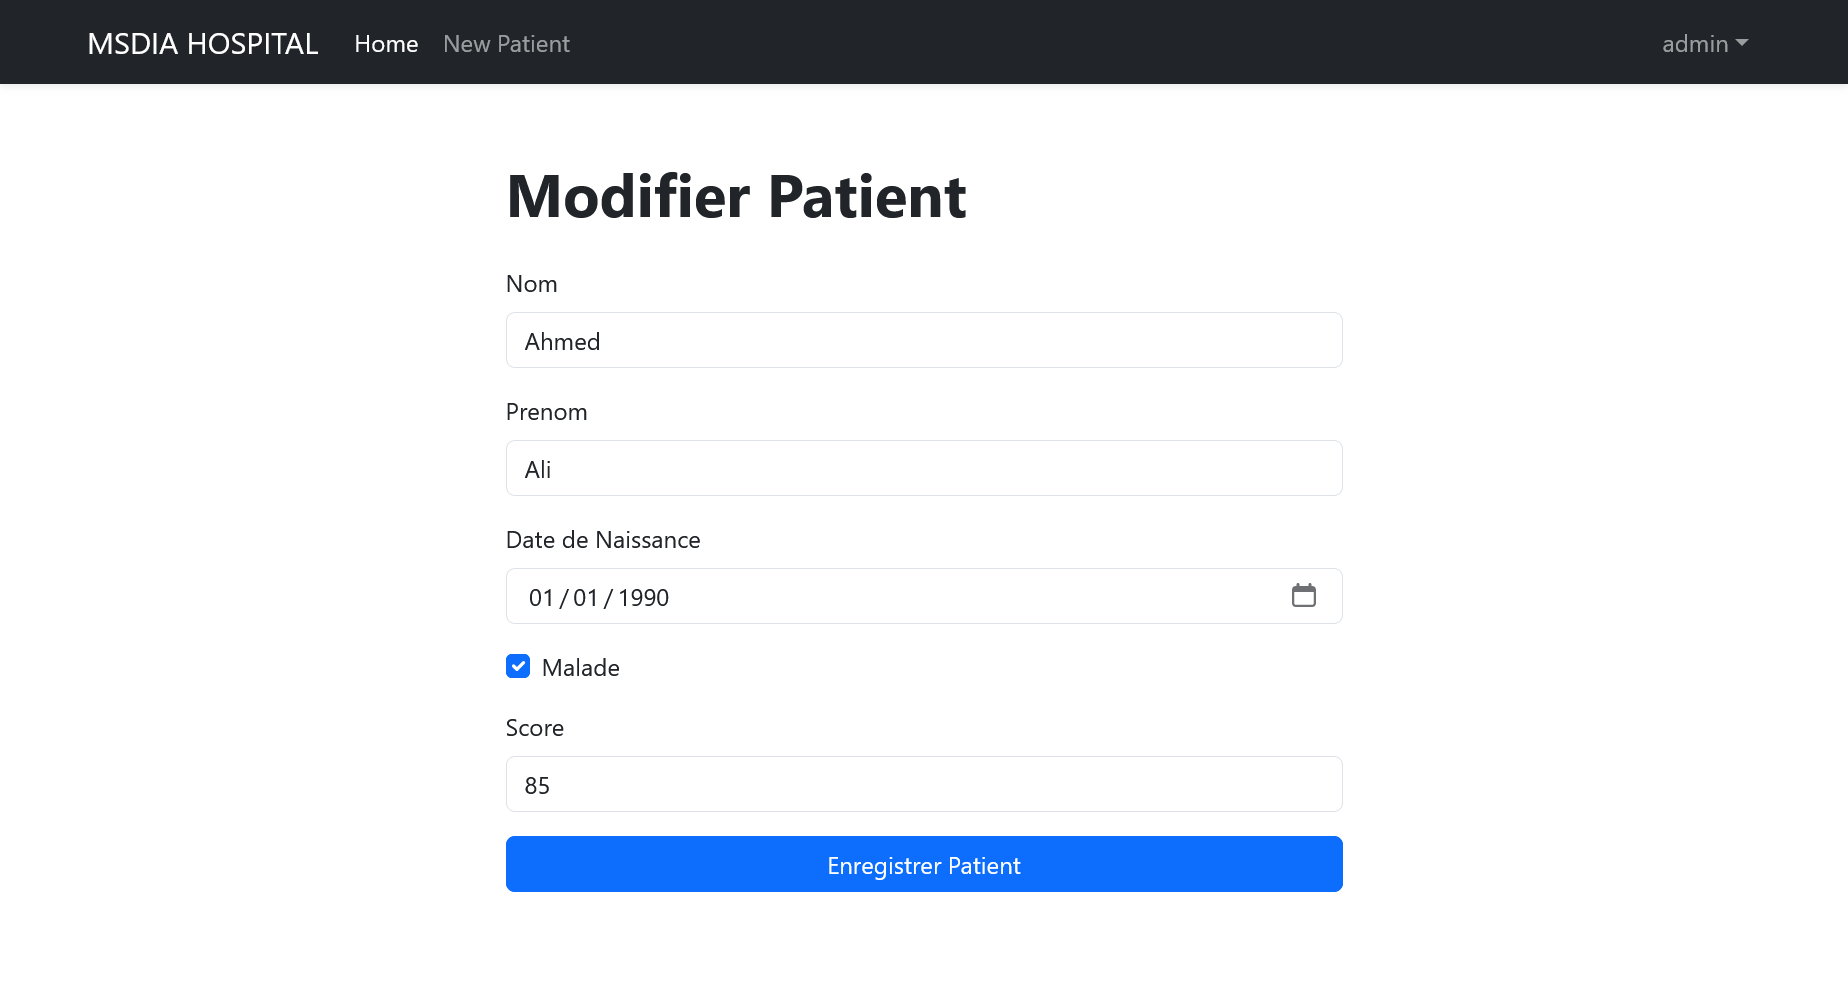 MSDIA HOSPITAL Home New Patient admin
Modifier Patient
Nom
Ahmed
Prenom
Ali
Date de Naissance
01 / 01 / 1990
Malade
Score
85
Enregistrer Patient